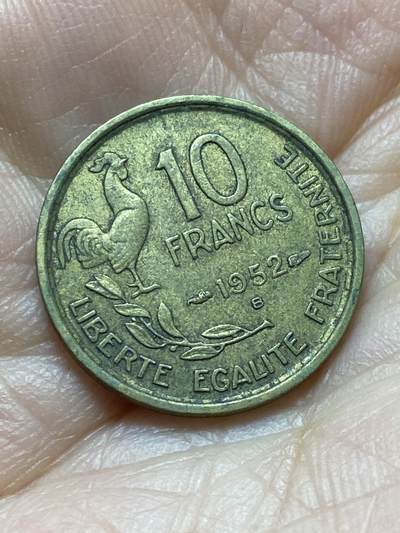 10
FRANCS
1952
B
LIBERTE EGALITE FRATERNITE